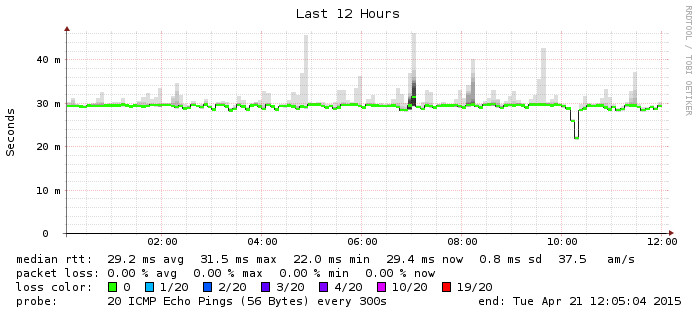 Last 12 Hours
RRDTOOL / TOBI OETIKER
Seconds
40 m
30 m
20 m
10 m
0
02:00 04:00 06:00 08:00 10:00 12:00
median rtt: 29.2 ms avg 31.5 ms max 22.0 ms min 29.4 ms now 0.8 ms sd 37.5 am/s
packet loss: 0.00 % avg 0.00 % max 0.00 % min 0.00 % now
loss color: 0 1/20 2/20 3/20 4/20 10/20 19/20
probe: 20 ICMP Echo Pings (56 Bytes) every 300s end: Tue Apr 21 12:05:04 2015